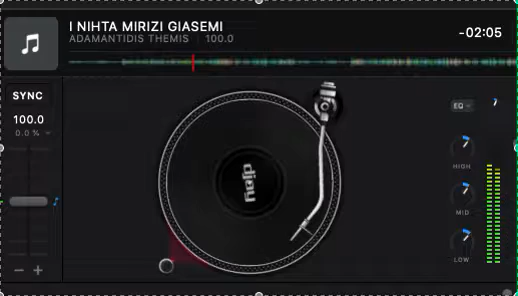 I NIHTA MIRIZI GIASEMI
ADAMANTIDIS THEMIS 100.0
-02:05
SYNC
100.0
0.0 %
djay
EQ
HIGH
MID
LOW